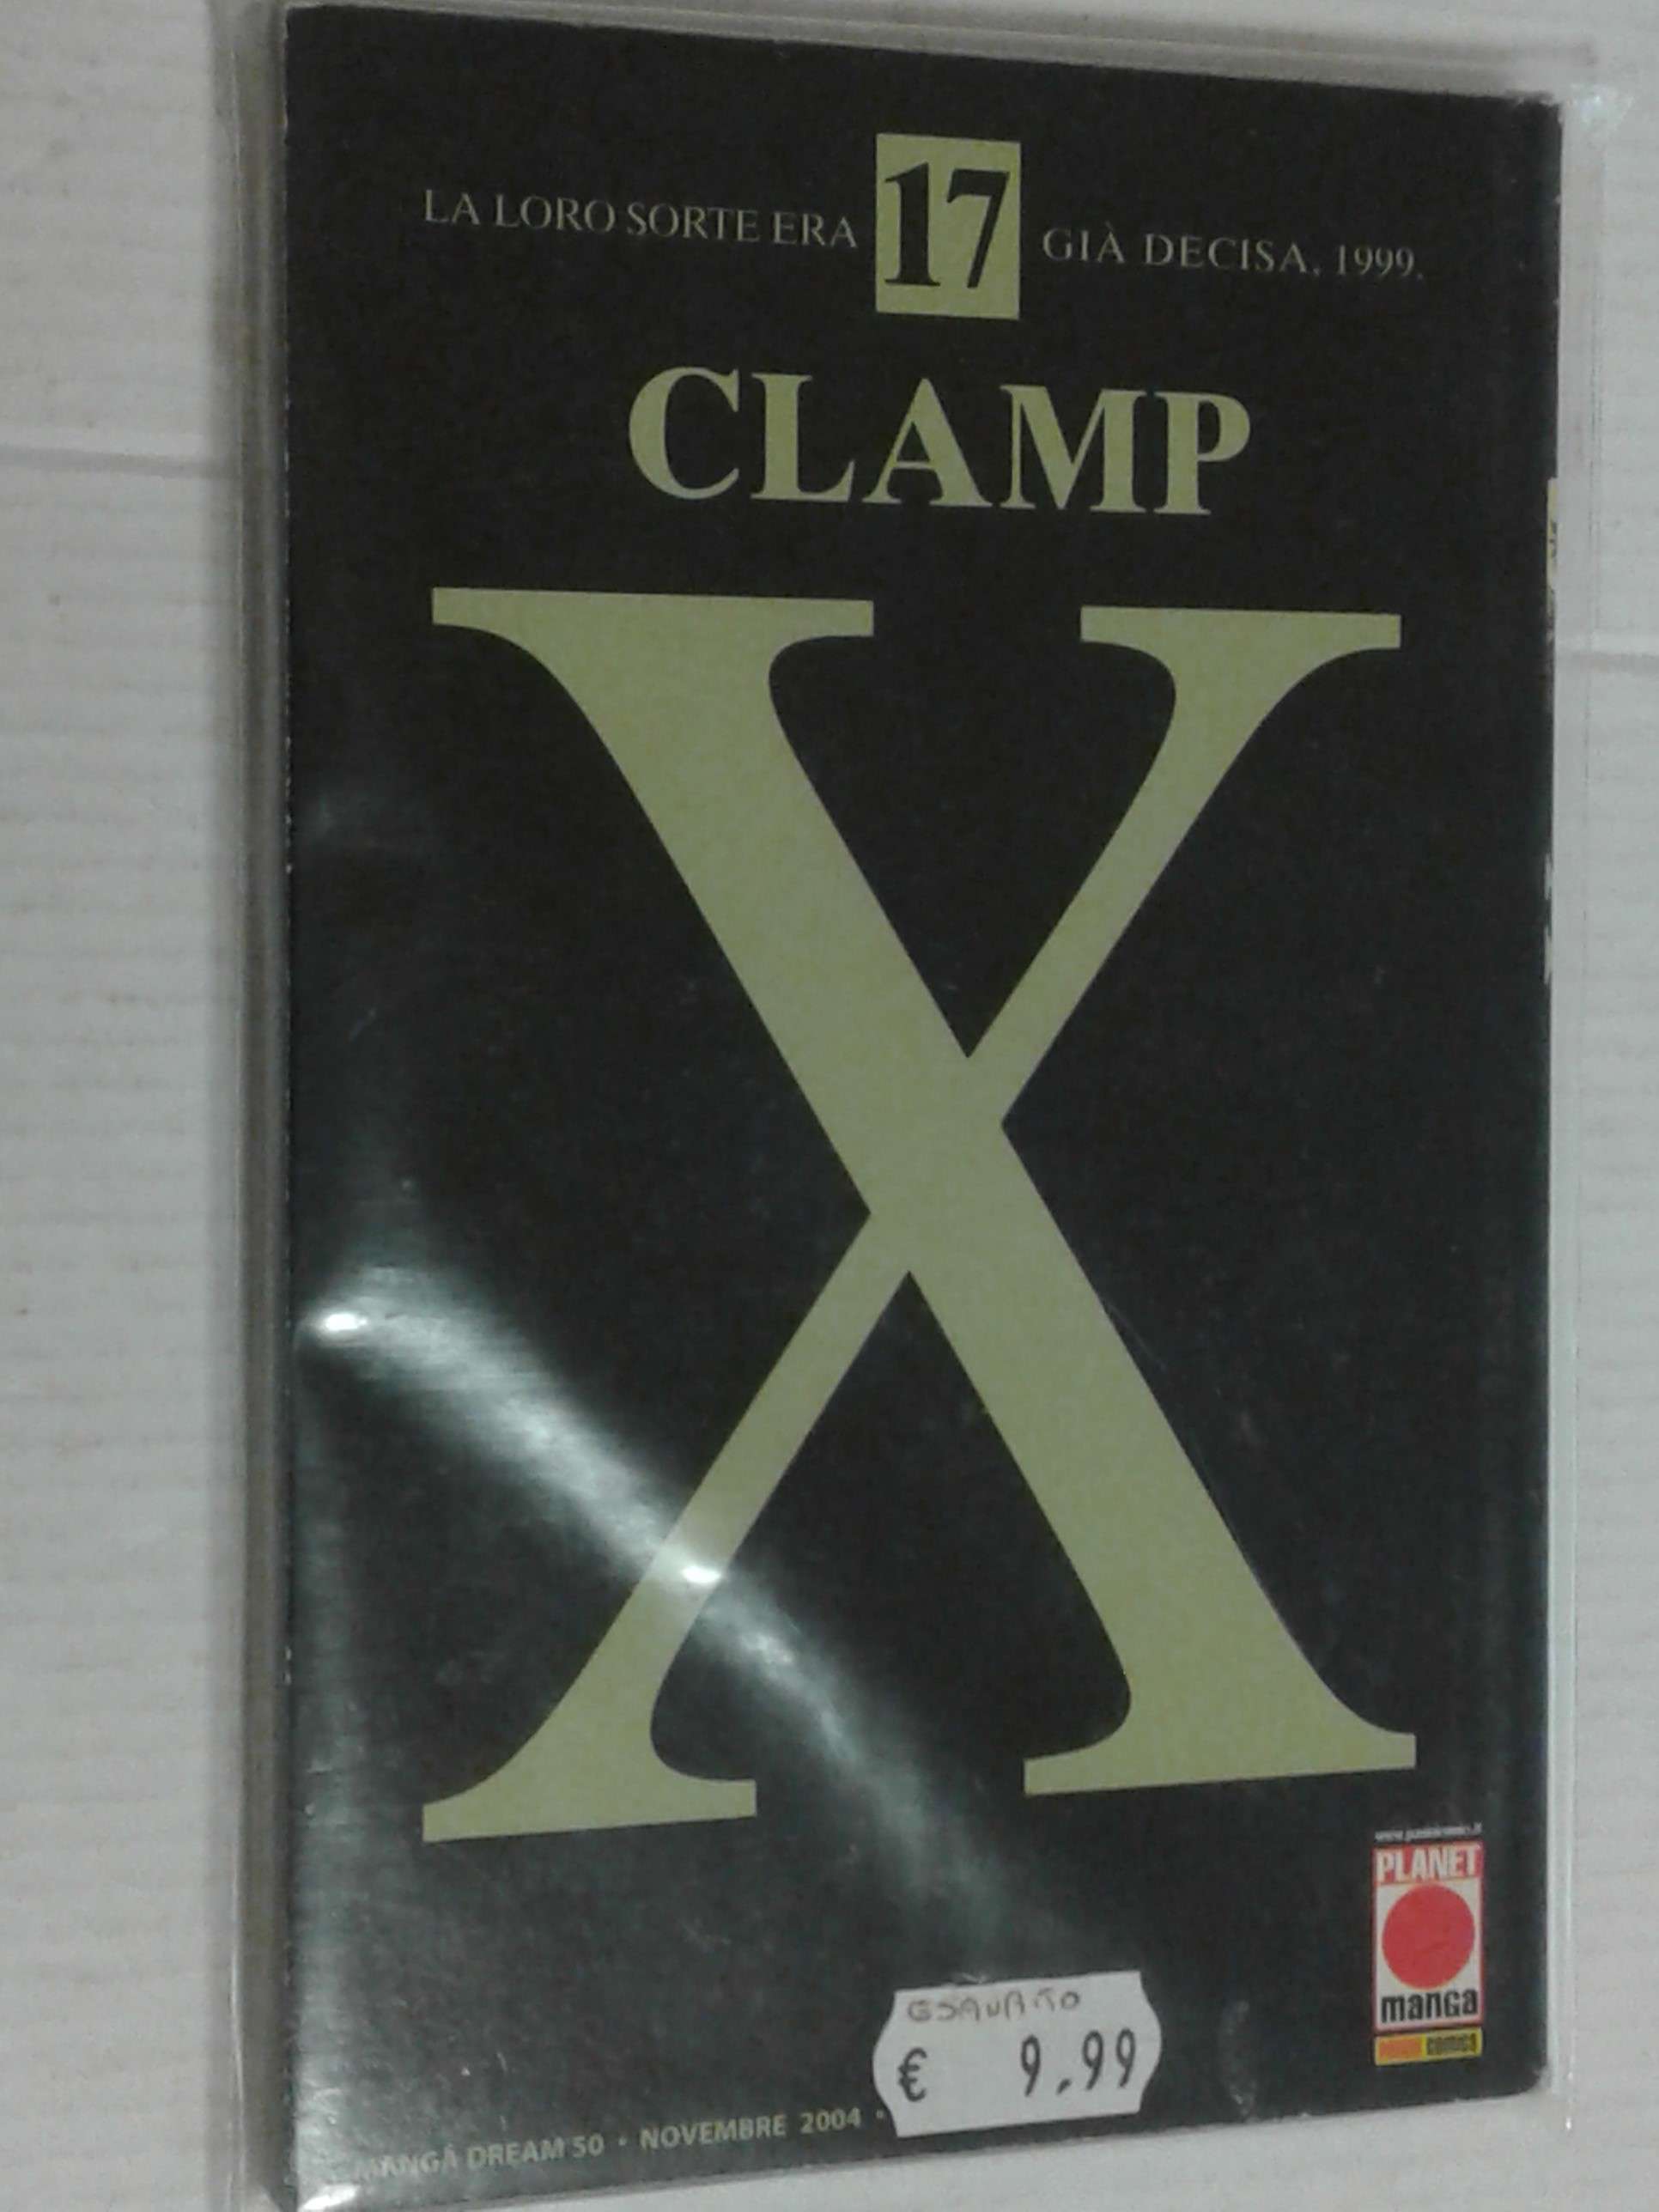 LA LORO SORTE ERA 17 GIÀ DECISA. 1999.
CLAMP
X
PLANET
manga
comics
ESAURITO
€ 9,99
MANGA DREAM 50 • NOVEMBRE 2004 •